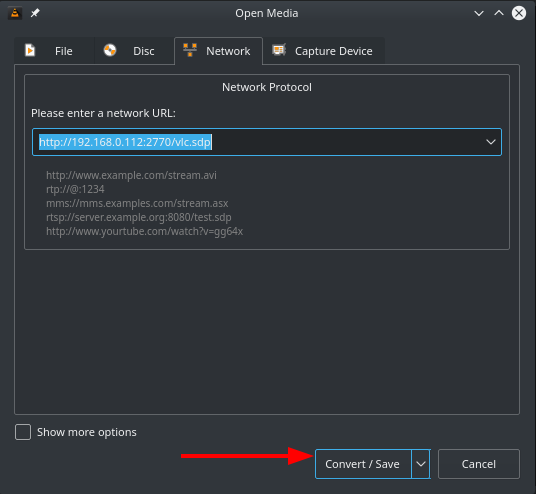 Open Media
File
Disc
Network
Capture Device
Network Protocol
Please enter a network URL:
http://192.168.0.112:2770/vlc.sdp
http://www.example.com/stream.avi
rtp://@:1234
mms://mms.examples.com/stream.asx
rtsp://server.example.org:8080/test.sdp
http://www.yourtube.com/watch?v=gg64x
Show more options
Convert / Save
Cancel